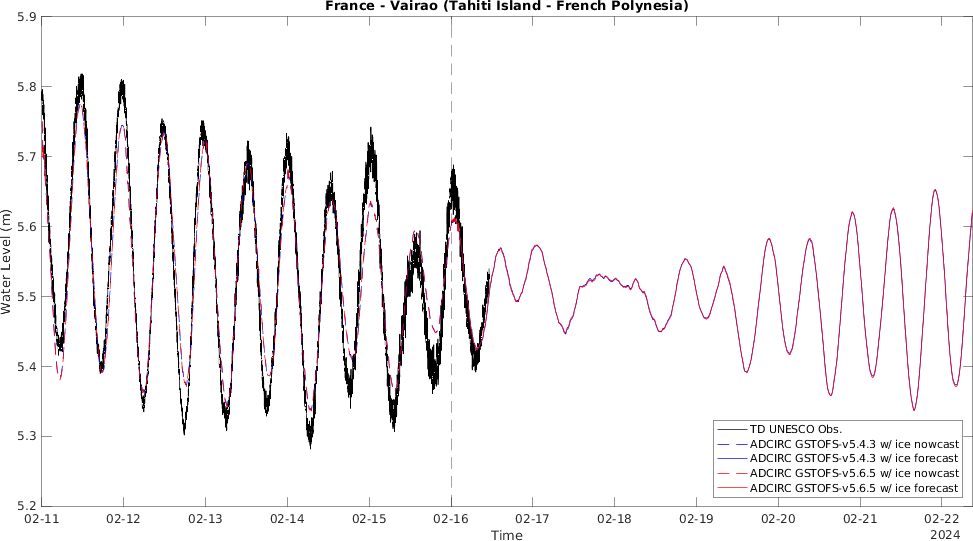 France - Vairao (Tahiti Island - French Polynesia)
5.9
5.8
5.7
5.6
5.5
5.4
5.3
5.2
Water Level (m)
02-11 02-12 02-13 02-14 02-15 02-16 02-17 02-18 02-19 02-20 02-21 02-22
2024
Time
TD UNESCO Obs.
ADCIRC GSTOFS-v5.4.3 w/ ice nowcast
ADCIRC GSTOFS-v5.4.3 w/ ice forecast
ADCIRC GSTOFS-v5.6.5 w/ ice nowcast
ADCIRC GSTOFS-v5.6.5 w/ ice forecast